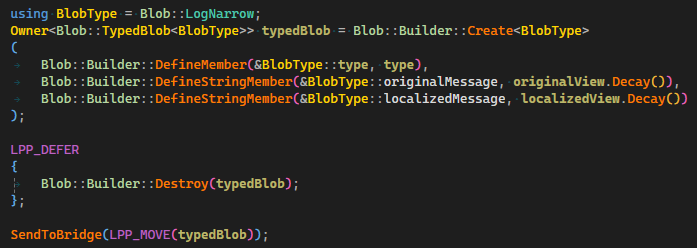 using BlobType = Blob::LogNarrow;
Owner<Blob::TypedBlob<BlobType>> typedBlob = Blob::Builder::Create<BlobType>
(
Blob::Builder::DefineMember(&BlobType::type, type),
Blob::Builder::DefineStringMember(&BlobType::originalMessage, originalView.Decay()),
Blob::Builder::DefineStringMember(&BlobType::localizedMessage, localizedView.Decay())
);
LPP_DEFER
{
Blob::Builder::Destroy(typedBlob);
};
SendToBridge(LPP_MOVE(typedBlob));